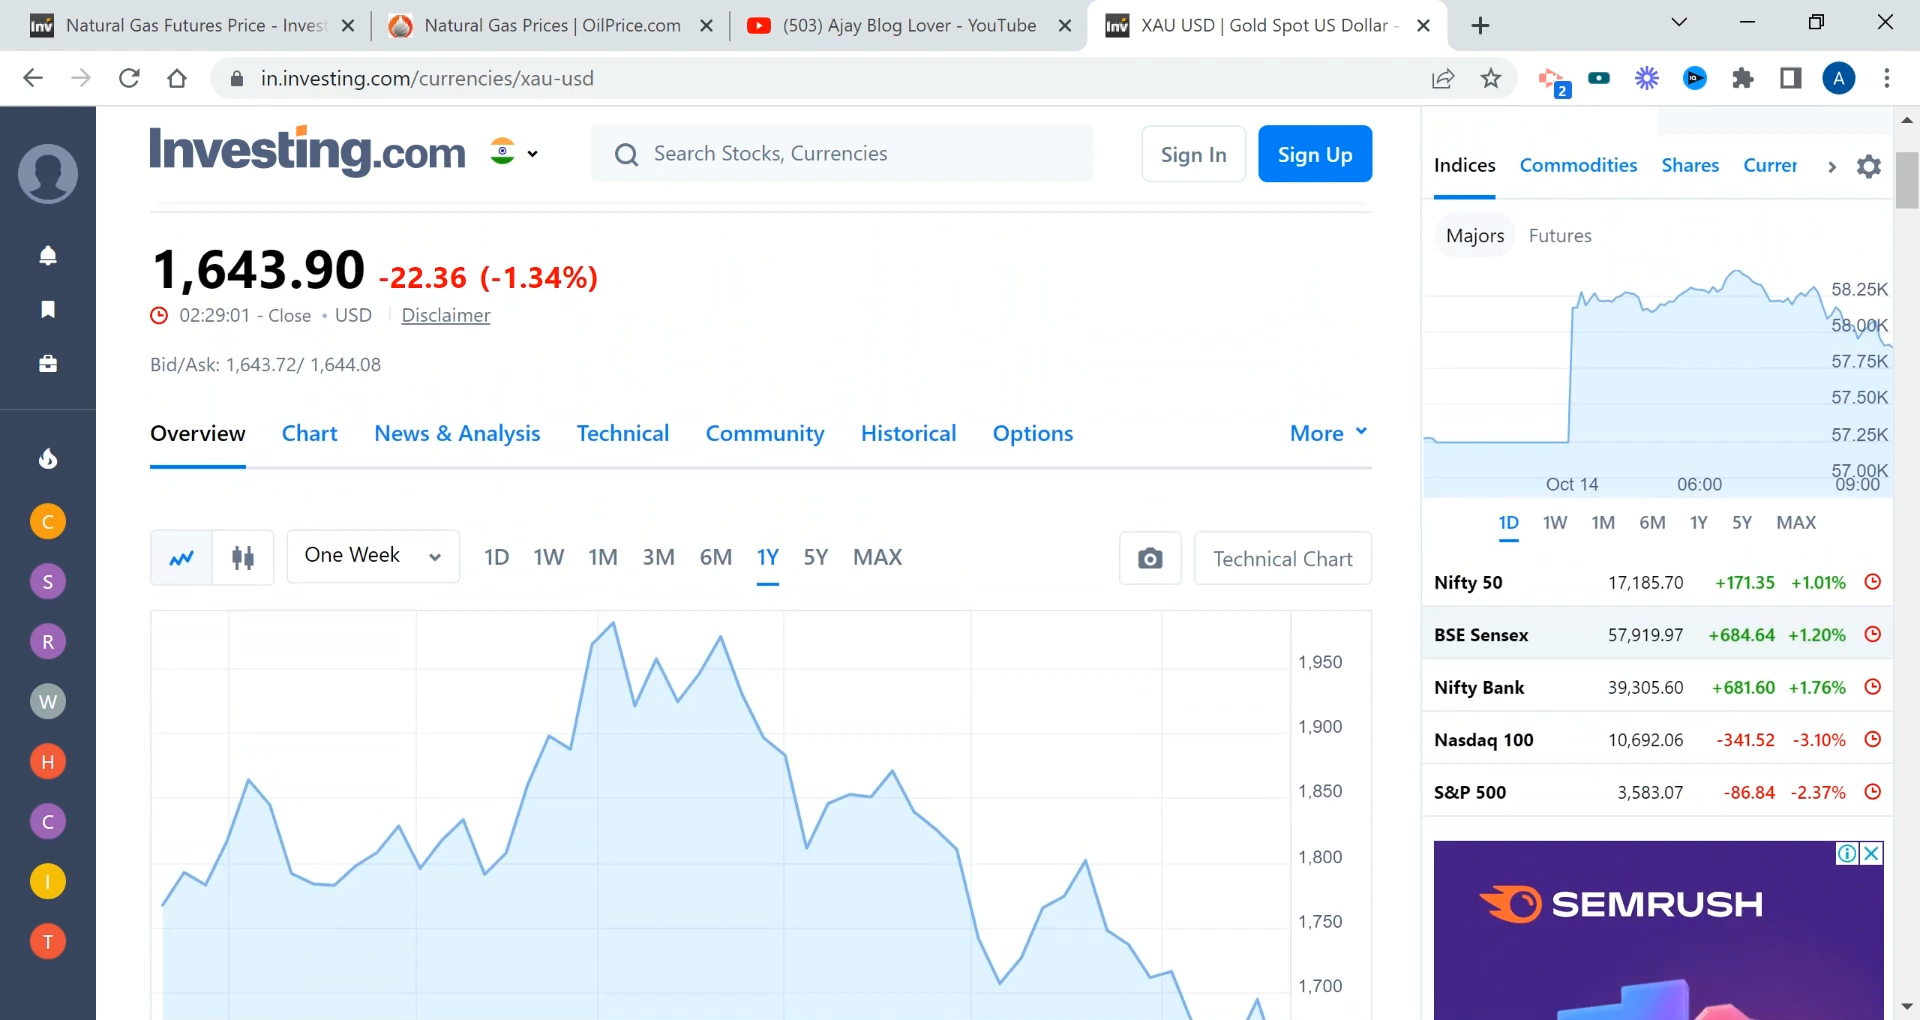 Natural Gas Futures Price - Invest
Natural Gas Prices | OilPrice.com
(503) Ajay Blog Lover - YouTube
XAU USD | Gold Spot US Dollar -
in.investing.com/currencies/xau-usd
2
A
Investing.com
Search Stocks, Currencies
Sign In
Sign Up
1,643.90 -22.36 (-1.34%)
02:29:01 - Close • USD
Disclaimer
Bid/Ask: 1,643.72/ 1,644.08
Overview
Chart
News & Analysis
Technical
Community
Historical
Options
More
One Week
1D
1W
1M
3M
6M
1Y
5Y
MAX
Technical Chart
1,950
1,900
1,850
1,800
1,750
1,700
C
S
R
W
H
C
I
T
Indices
Commodities
Shares
Currer
Majors
Futures
58.25K
58.00K
57.75K
57.50K
57.25K
57.00K
Oct 14
06:00
09:00
1D
1W
1M
6M
1Y
5Y
MAX
Nifty 50 17,185.70 +171.35 +1.01%
BSE Sensex 57,919.97 +684.64 +1.20%
Nifty Bank 39,305.60 +681.60 +1.76%
Nasdaq 100 10,692.06 -341.52 -3.10%
S&P 500 3,583.07 -86.84 -2.37%
SEMRUSH